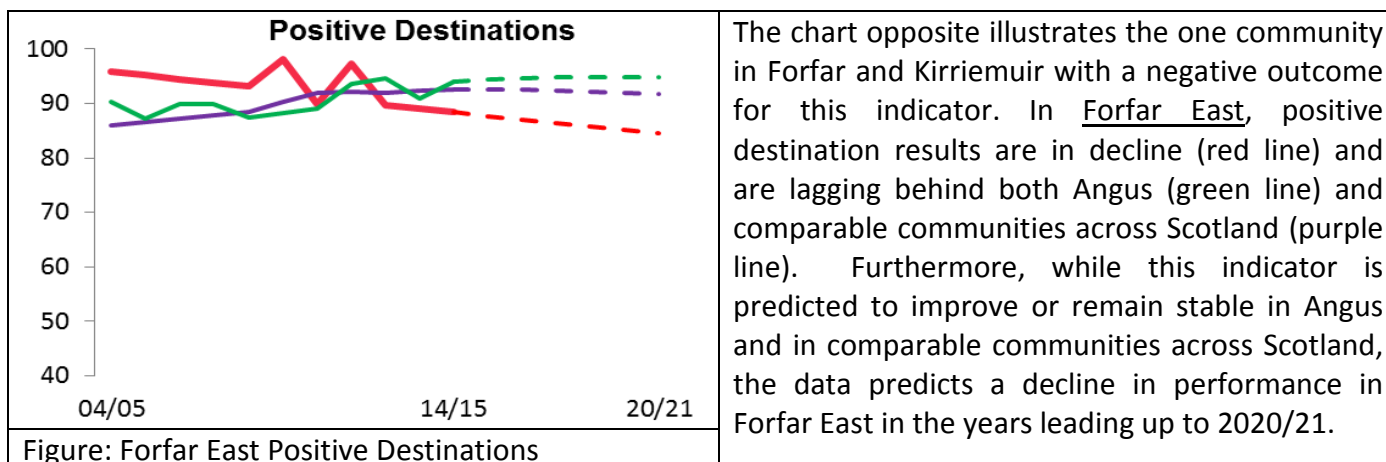 Positive Destinations
100
90
80
70
60
50
40
04/05
14/15
20/21
Figure: Forfar East Positive Destinations
The chart opposite illustrates the one community
in Forfar and Kirriemuir with a negative outcome
for this indicator. In Forfar East, positive
destination results are in decline (red line) and
are lagging behind both Angus (green line) and
comparable communities across Scotland (purple
line). Furthermore, while this indicator is
predicted to improve or remain stable in Angus
and in comparable communities across Scotland,
the data predicts a decline in performance in
Forfar East in the years leading up to 2020/21.